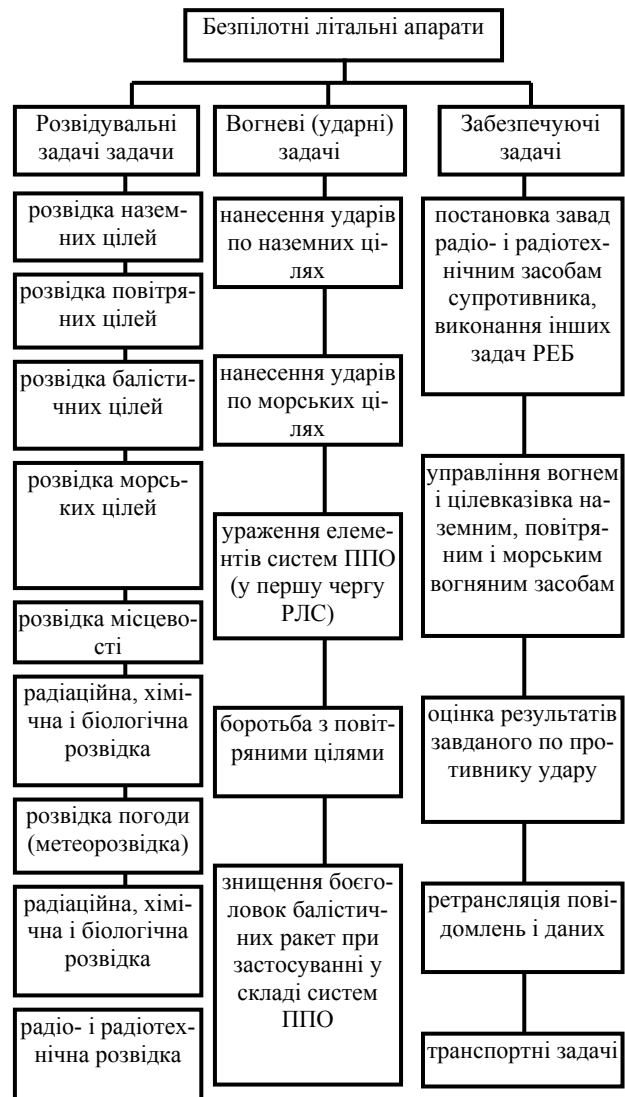 Безпілотні літальні апарати
Розвідувальні
задачі задачи
розвідка назем-
них цілей
розвідка повітря-
них цілей
розвідка балісти-
чних цілей
розвідка морсь-
ких цілей
розвідка місцево-
сті
радіаційна, хімі-
чна і біологічна
розвідка
розвідка погоди
(метеорозвідка)
радіаційна, хімі-
чна і біологічна
розвідка
радіо- і радіотех-
нічна розвідка
Вогневі (ударні)
задачі
нанесення ударів
по наземних ці-
лях
нанесення ударів
по морських ці-
лях
ураження елеме-
нтів систем ППО
(у першу чергу
РЛС)
боротьба з повіт-
ряними цілями
знищення боєго-
ловок балістич-
них ракет при
застосуванні у
складі систем
ППО
Забезпечуючі
задачі
постановка завад
радіо- і радіотех-
нічним засобам
супротивника,
виконання інших
задач РЕБ
управління вогнем
і цілевказівка на-
земним, повітря-
ним і морським
вогняним засобам
оцінка результатів
завданого по про-
тивнику удару
ретрансляція пові-
домлень і даних
транспортні задачі